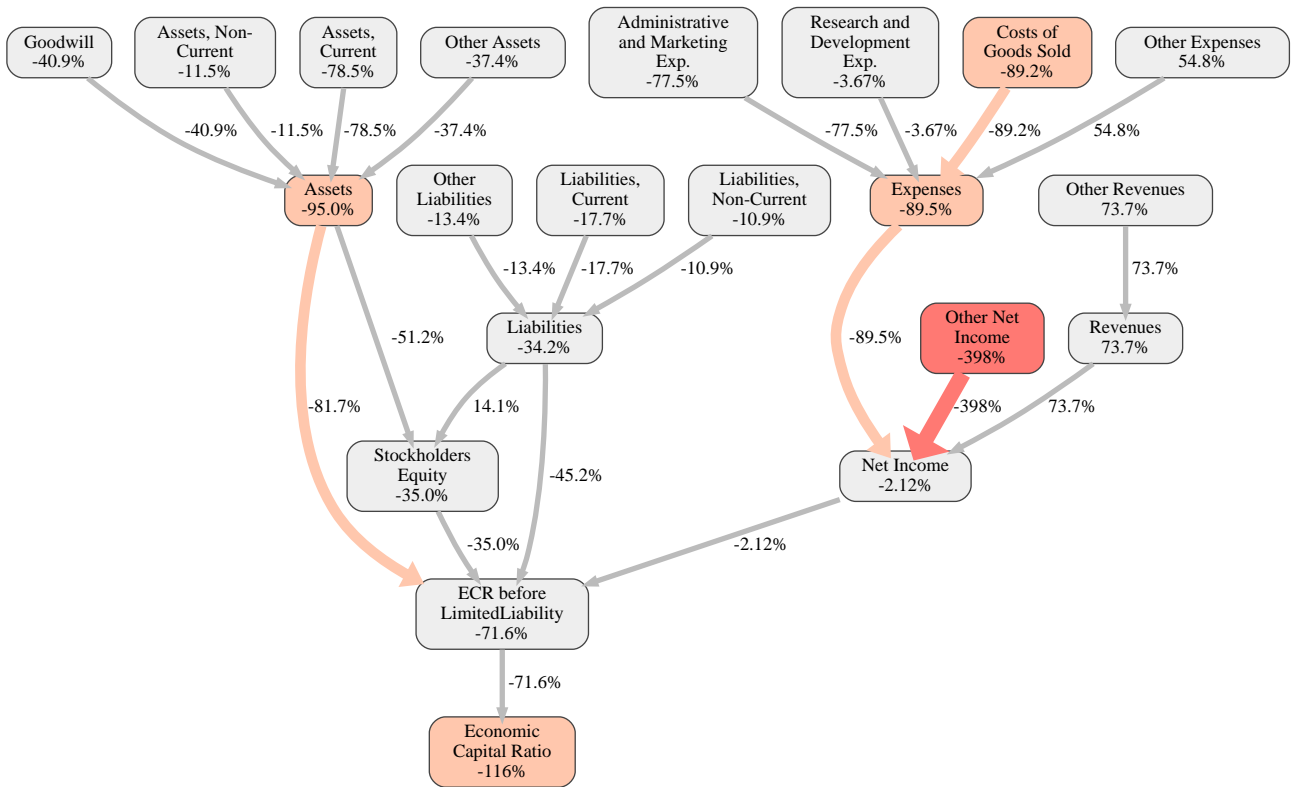 Goodwill
-40.9%
Assets, Non-
Current
-11.5%
Assets,
Current
-78.5%
Other Assets
-37.4%
Administrative
and Marketing
Exp.
-77.5%
Research and
Development
Exp.
-3.67%
Costs of
Goods Sold
-89.2%
Other Expenses
54.8%
-40.9%
-11.5%
-78.5%
-37.4%
-77.5%
-3.67%
-89.2%
54.8%
Assets
-95.0%
Other
Liabilities
-13.4%
Liabilities,
Current
-17.7%
Liabilities,
Non-Current
-10.9%
Expenses
-89.5%
Other Revenues
73.7%
-13.4%
-17.7%
-10.9%
73.7%
-51.2%
Liabilities
-34.2%
-89.5%
Other Net
Income
-398%
Revenues
73.7%
-81.7%
14.1%
-398%
73.7%
Stockholders
Equity
-35.0%
-45.2%
Net Income
-2.12%
-35.0%
-2.12%
ECR before
LimitedLiability
-71.6%
-71.6%
Economic
Capital Ratio
-116%